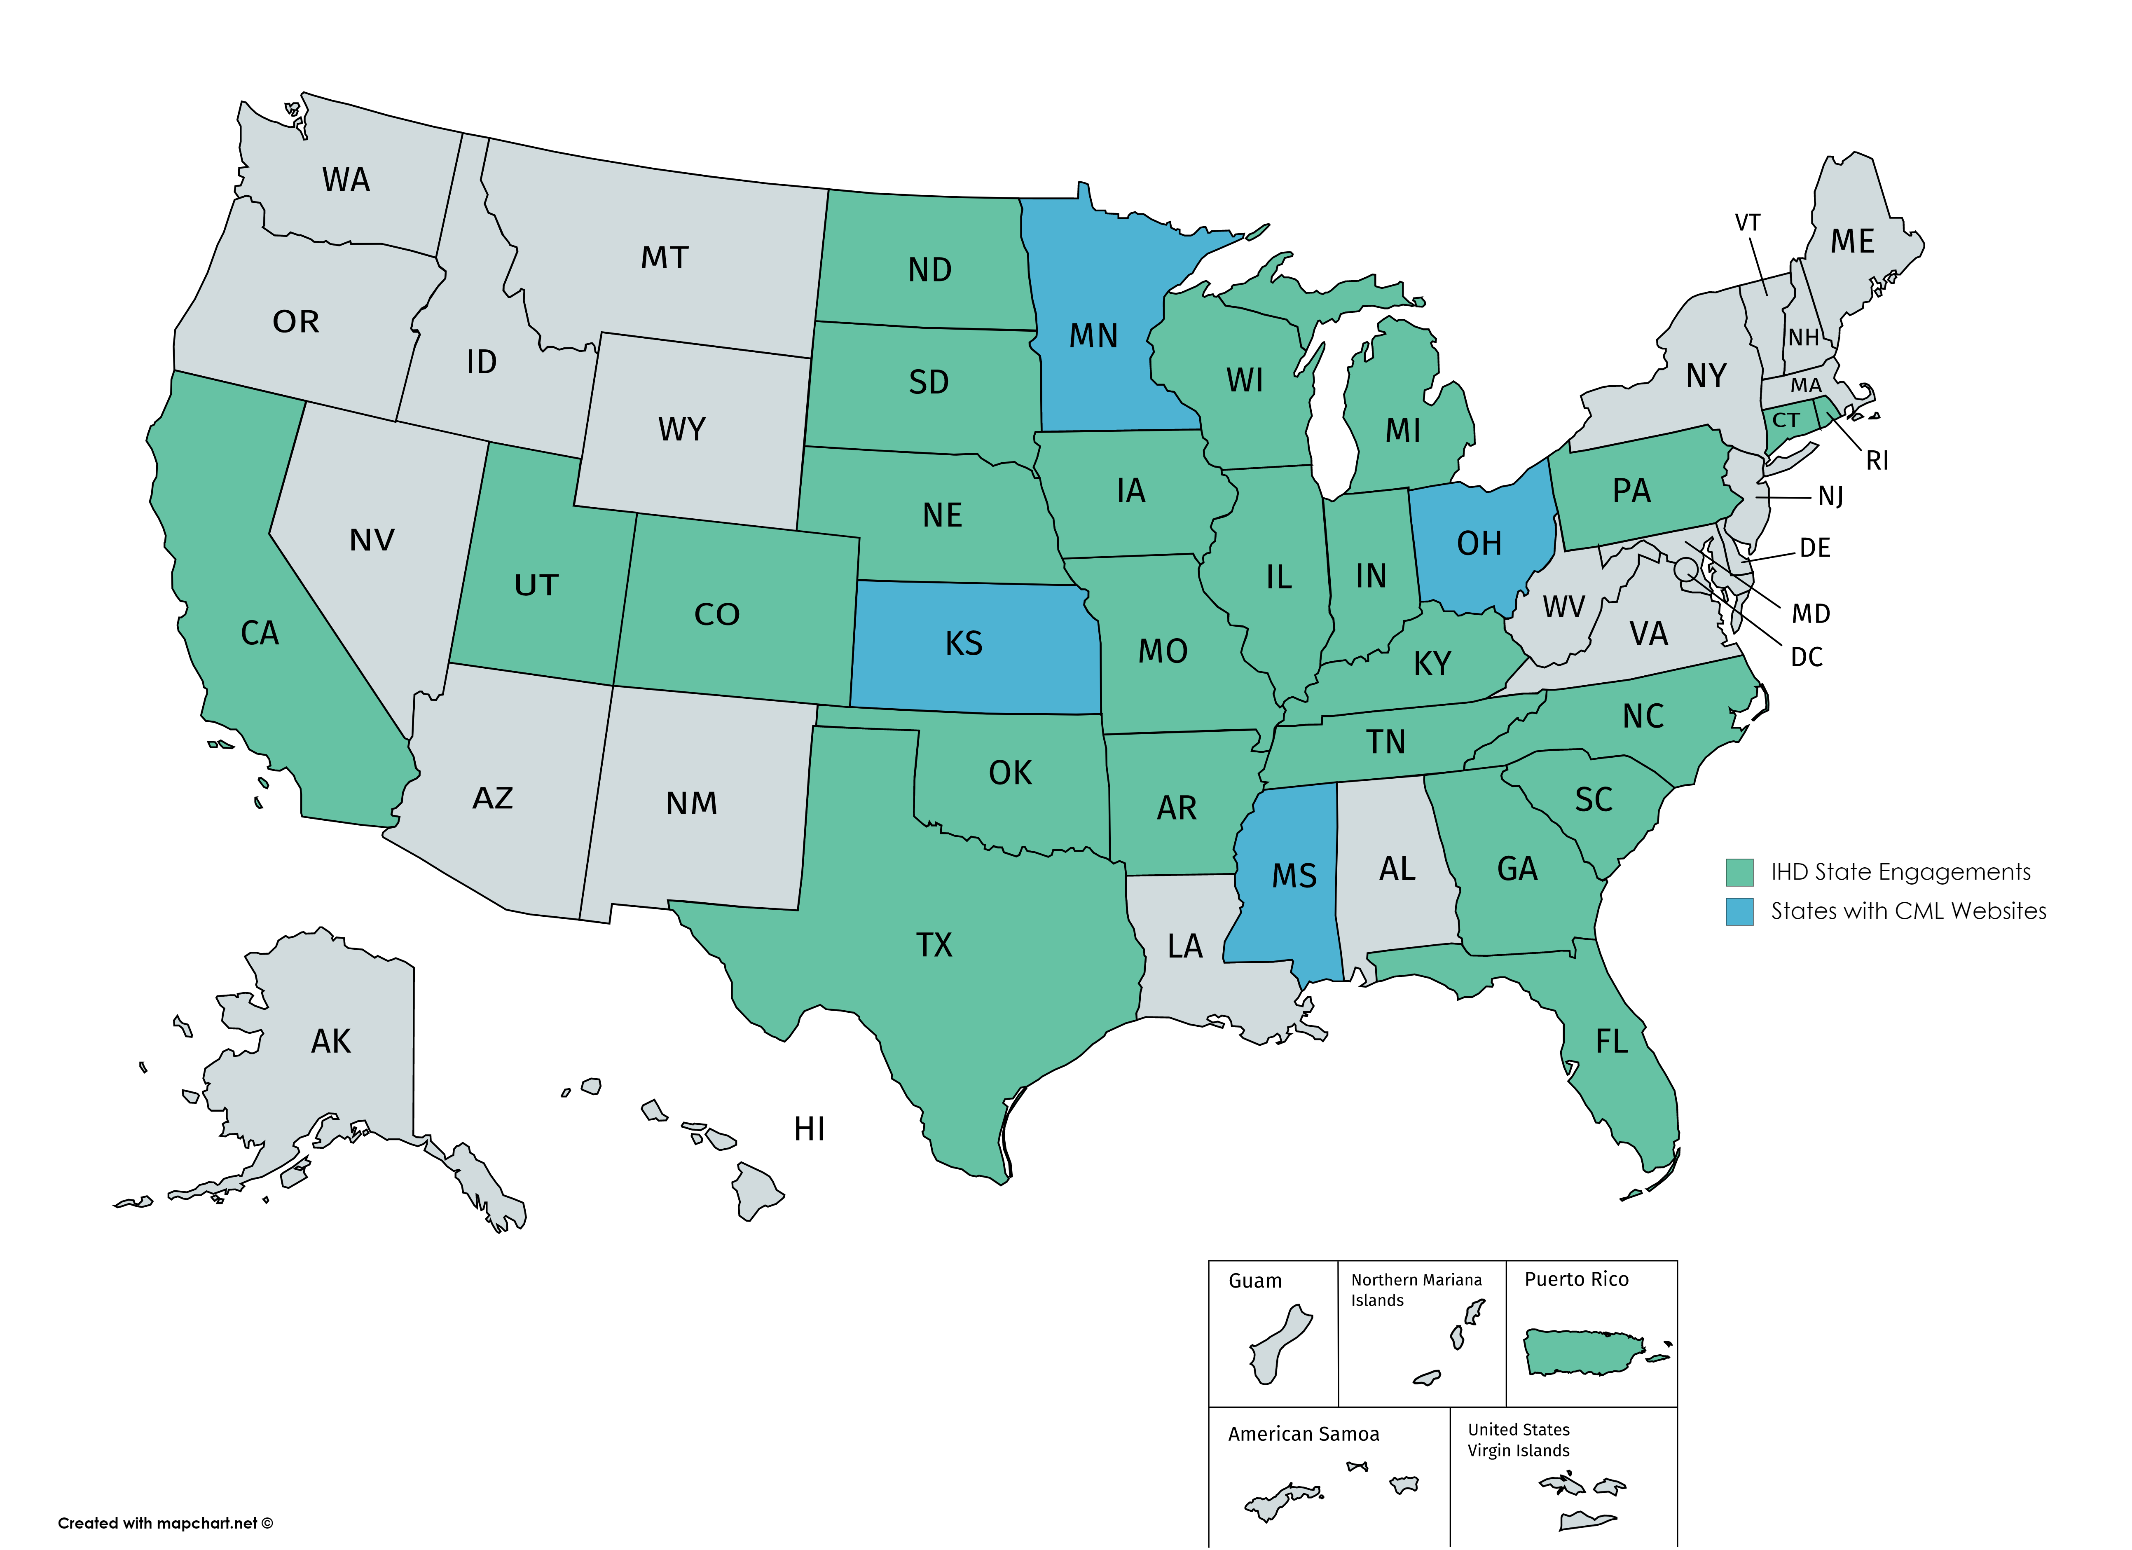 WA
MT
ND
MN
VT
ME
OR
ID
SD
WI
NH
NY
MA
WY
MI
CT
RI
IA
PA
NJ
NE
NV
OH
DE
UT
IL
IN
WV
MD
CO
CA
KS
MO
KY
VA
DC
NC
TN
OK
AZ
NM
AR
SC
MS
AL
GA
IHD State Engagements
States with CML Websites
TX
LA
AK
FL
HI
Guam
Northern Mariana
Islands
Puerto Rico
American Samoa
United States
Virgin Islands
Created with mapchart.net ©